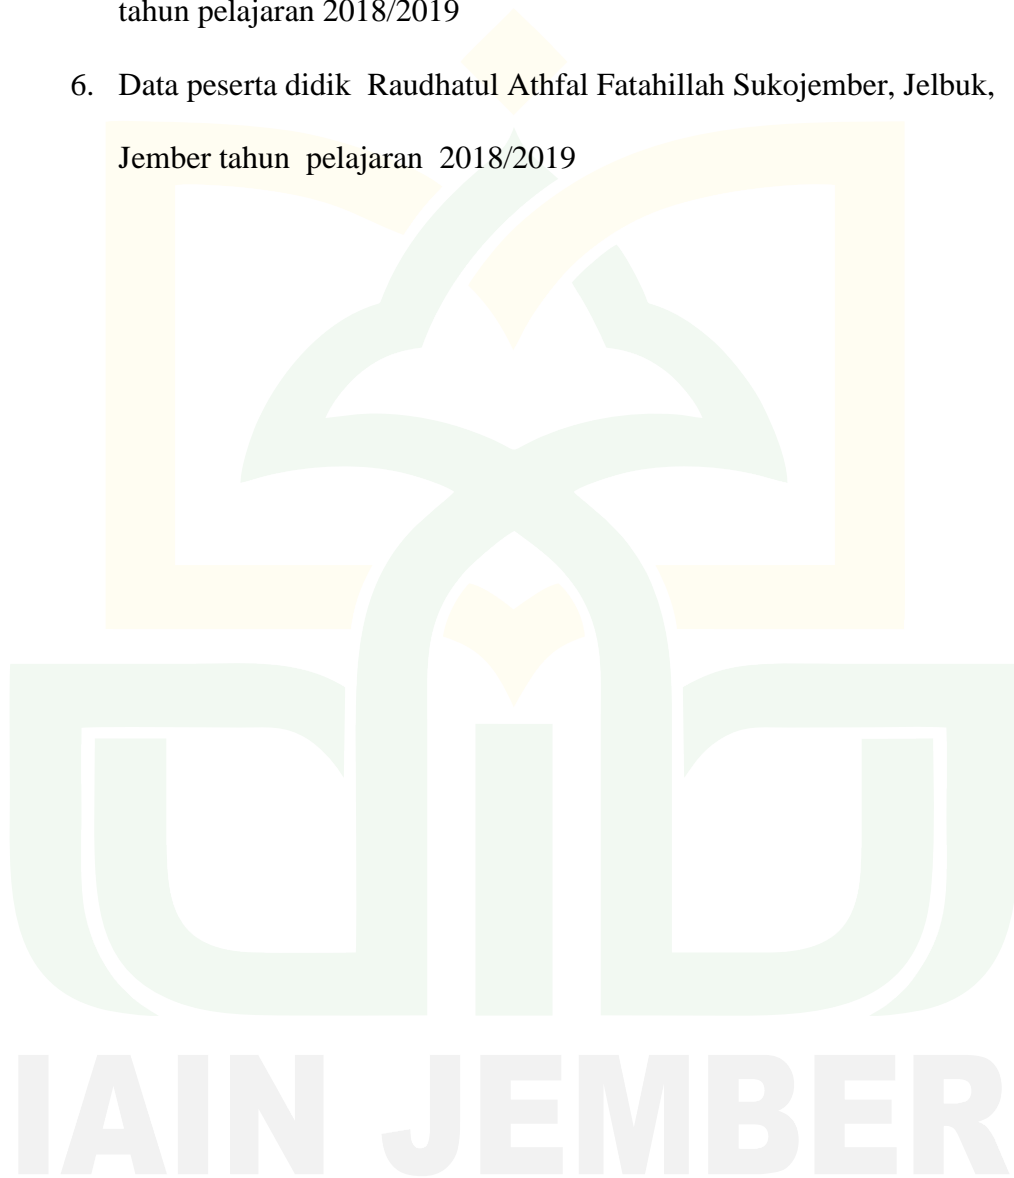 tahun pelajaran 2018/2019
6. Data peserta didik  Raudhatul Athfal Fatahillah Sukojember, Jelbuk,
Jember tahun  pelajaran  2018/2019
IAIN JEMBER